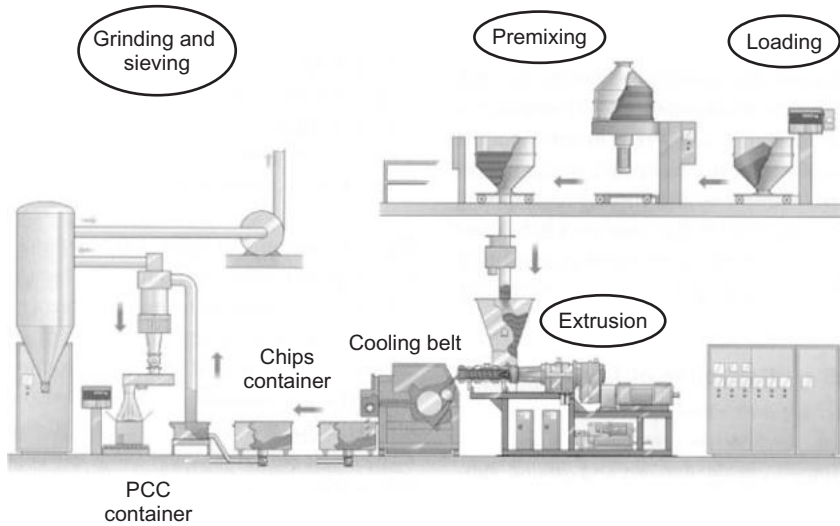 Grinding and
sieving
Premixing
Loading
Extrusion
Cooling belt
Chips
container
PCC
container